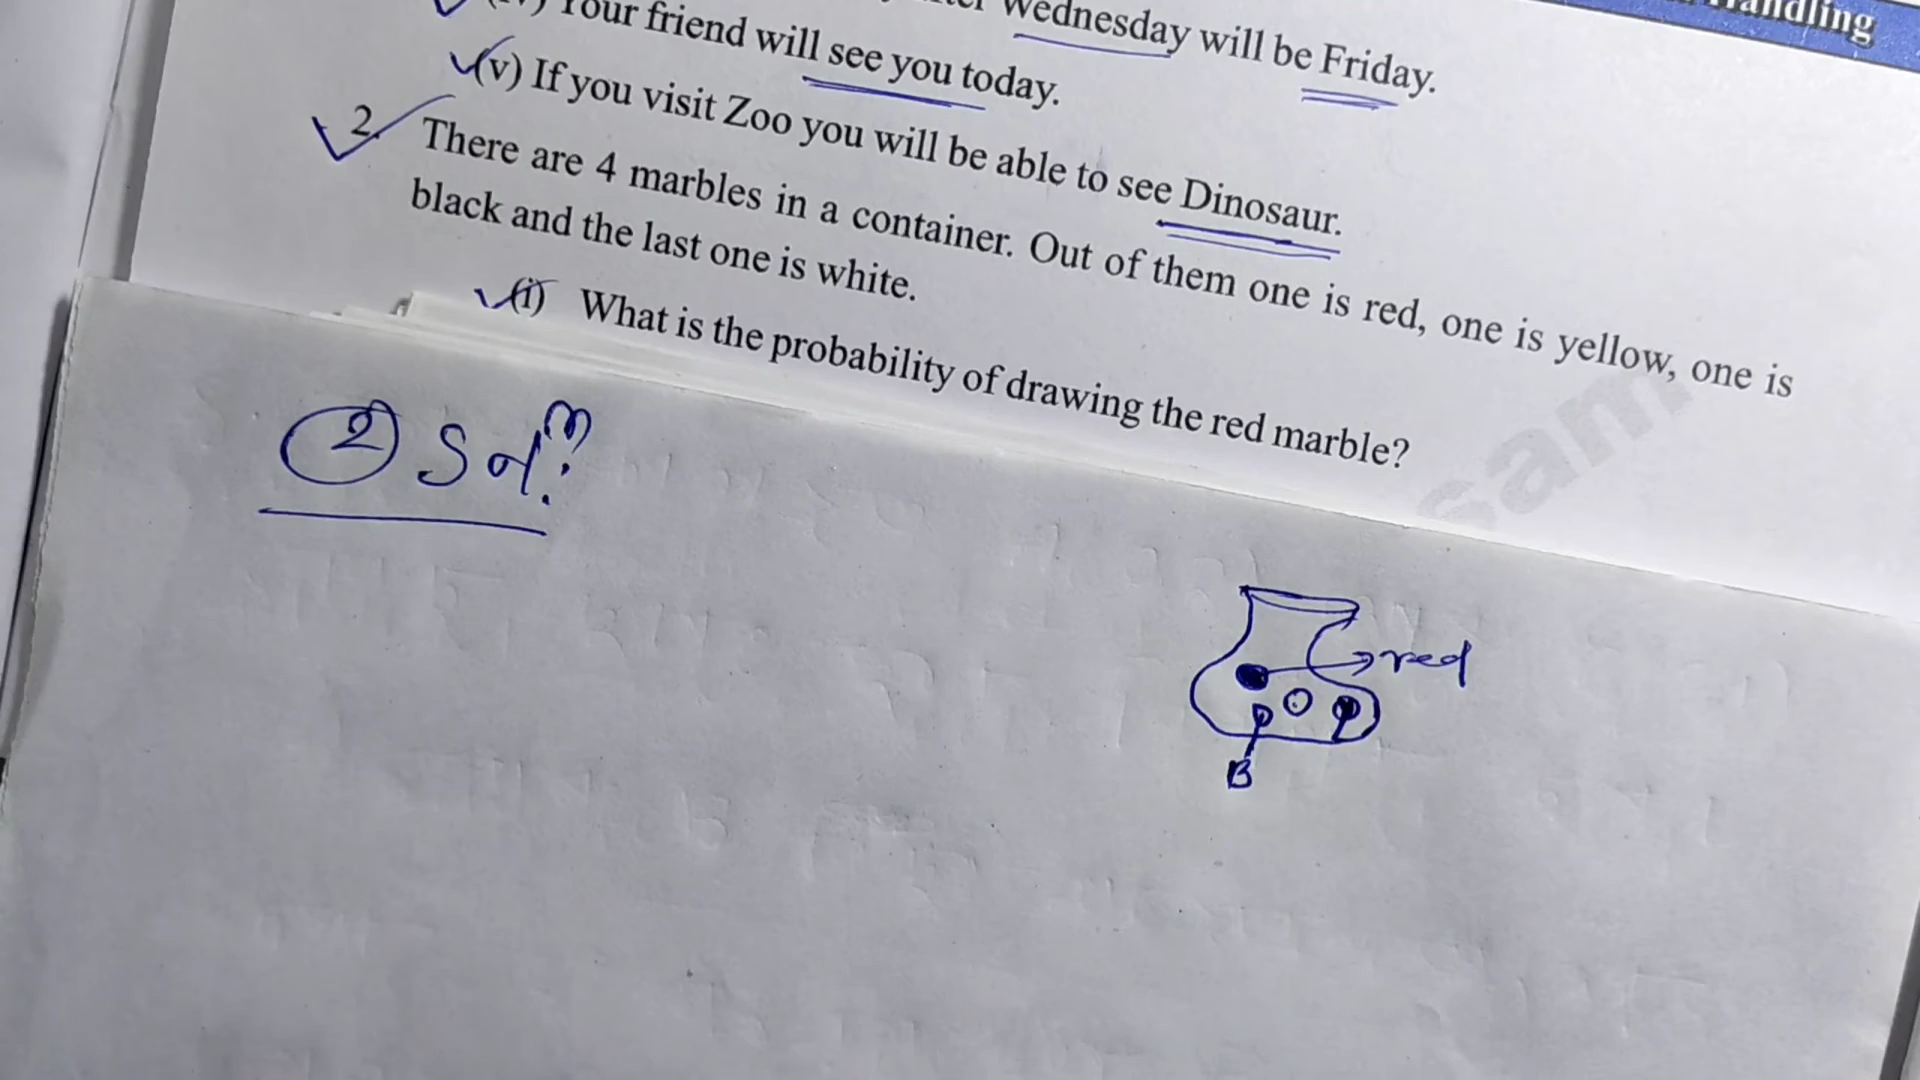 Handling
Wednesday will be Friday.
Your friend will see you today.
(v) If you visit Zoo you will be able to see Dinosaur.
2. There are 4 marbles in a container. Out of them one is red, one is yellow, one is
black and the last one is white.
(i) What is the probability of drawing the red marble?
sam
2 Solⁿ:
red
B